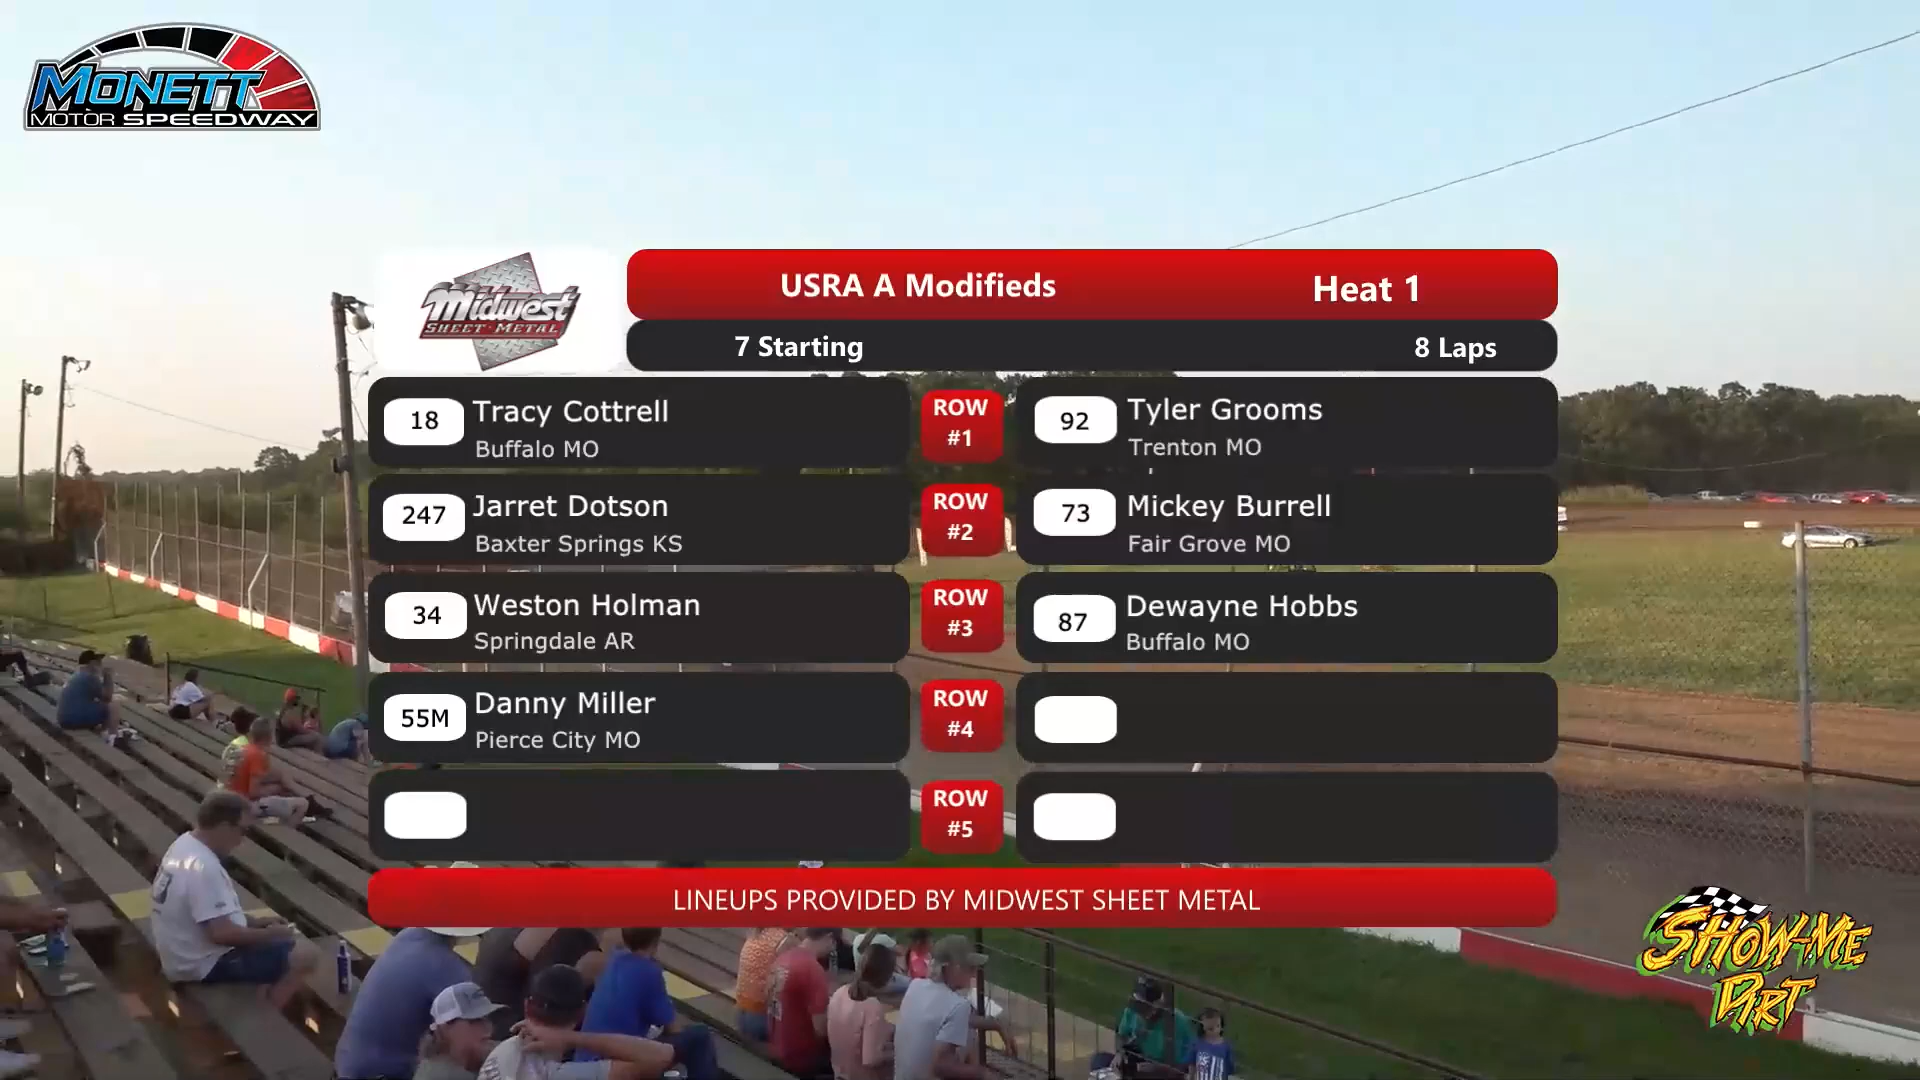 MONETT
MOTOR SPEEDWAY
Midwest
SHEET·METAL
USRA A Modifieds
Heat 1
7 Starting
8 Laps
18
Tracy Cottrell
Buffalo MO
ROW
#1
92
Tyler Grooms
Trenton MO
247
Jarret Dotson
Baxter Springs KS
ROW
#2
73
Mickey Burrell
Fair Grove MO
34
Weston Holman
Springdale AR
ROW
#3
87
Dewayne Hobbs
Buffalo MO
55M
Danny Miller
Pierce City MO
ROW
#4
ROW
#5
LINEUPS PROVIDED BY MIDWEST SHEET METAL
SHOW-ME
DIRT